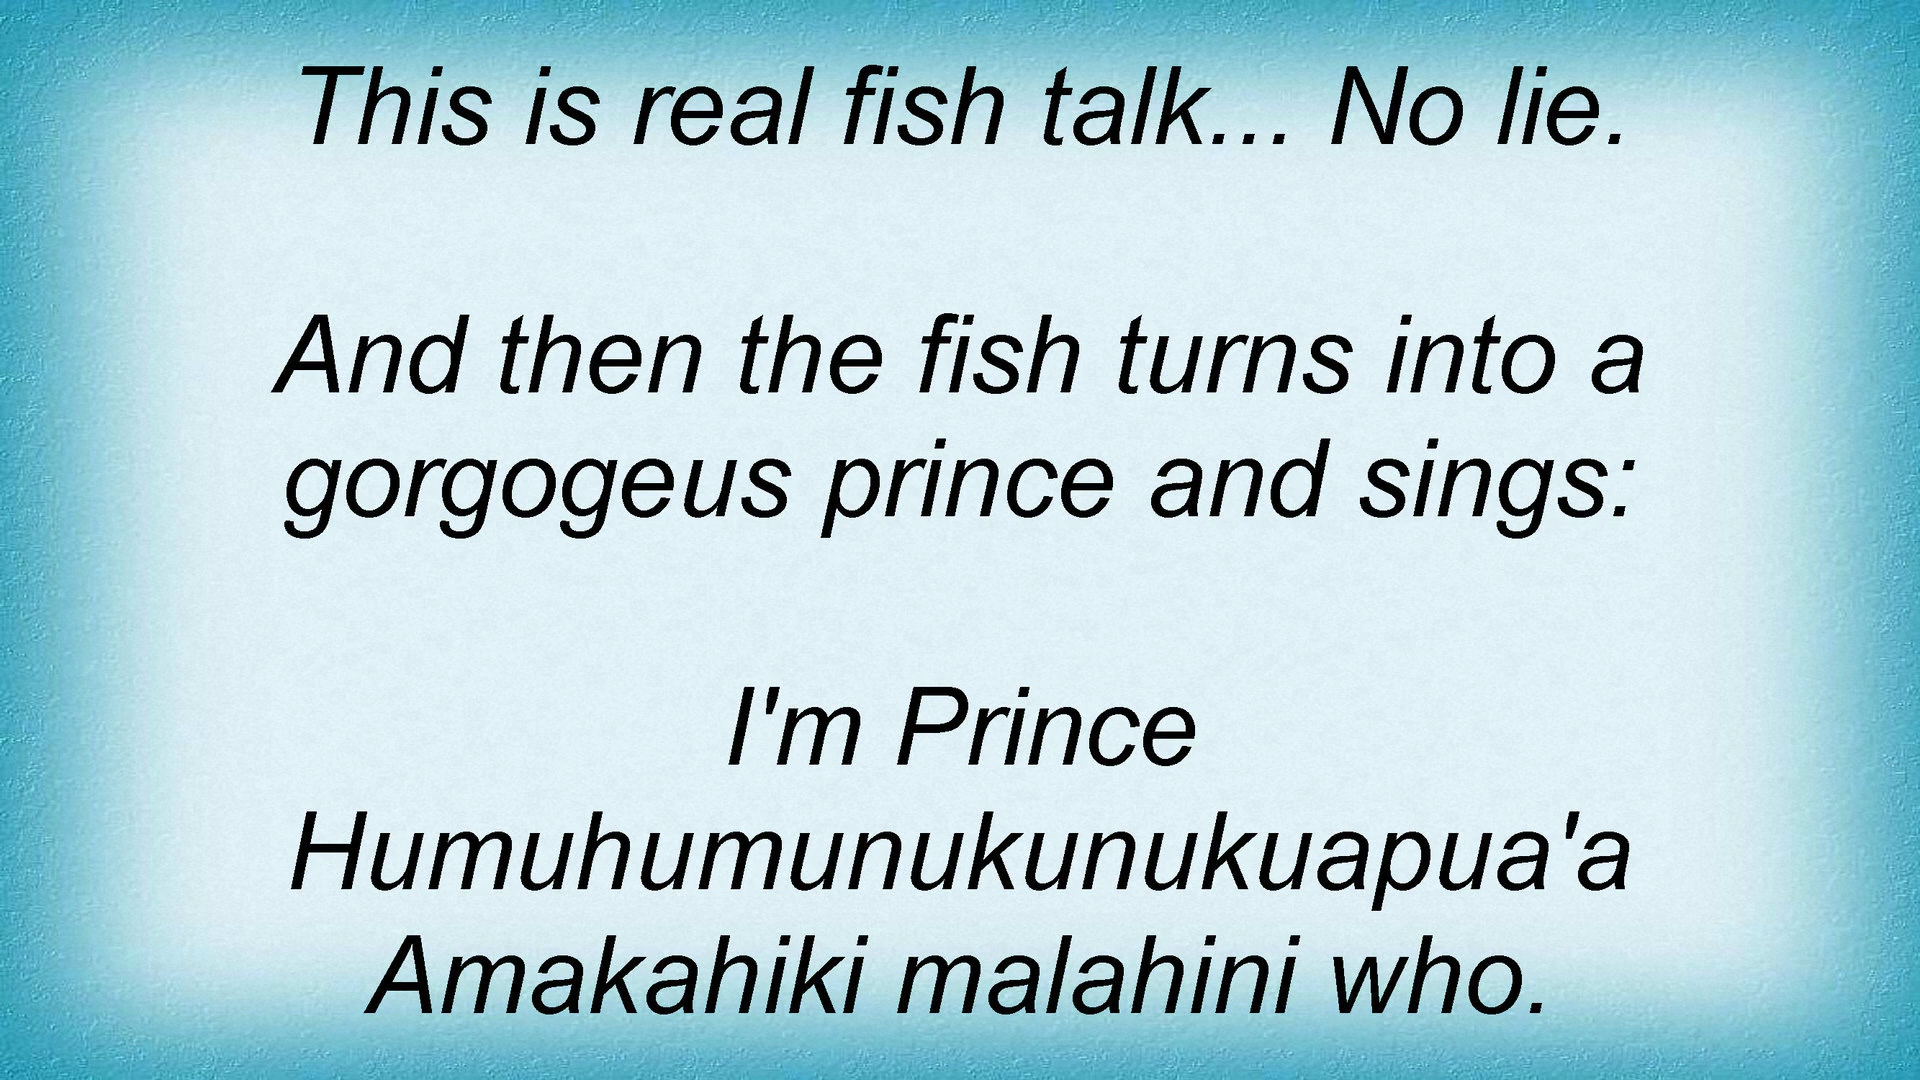 This is real fish talk... No lie.
And then the fish turns into a
gorgogeus prince and sings:
I'm Prince
Humuhumunukunukuapua'a
Amakahiki malahini who.